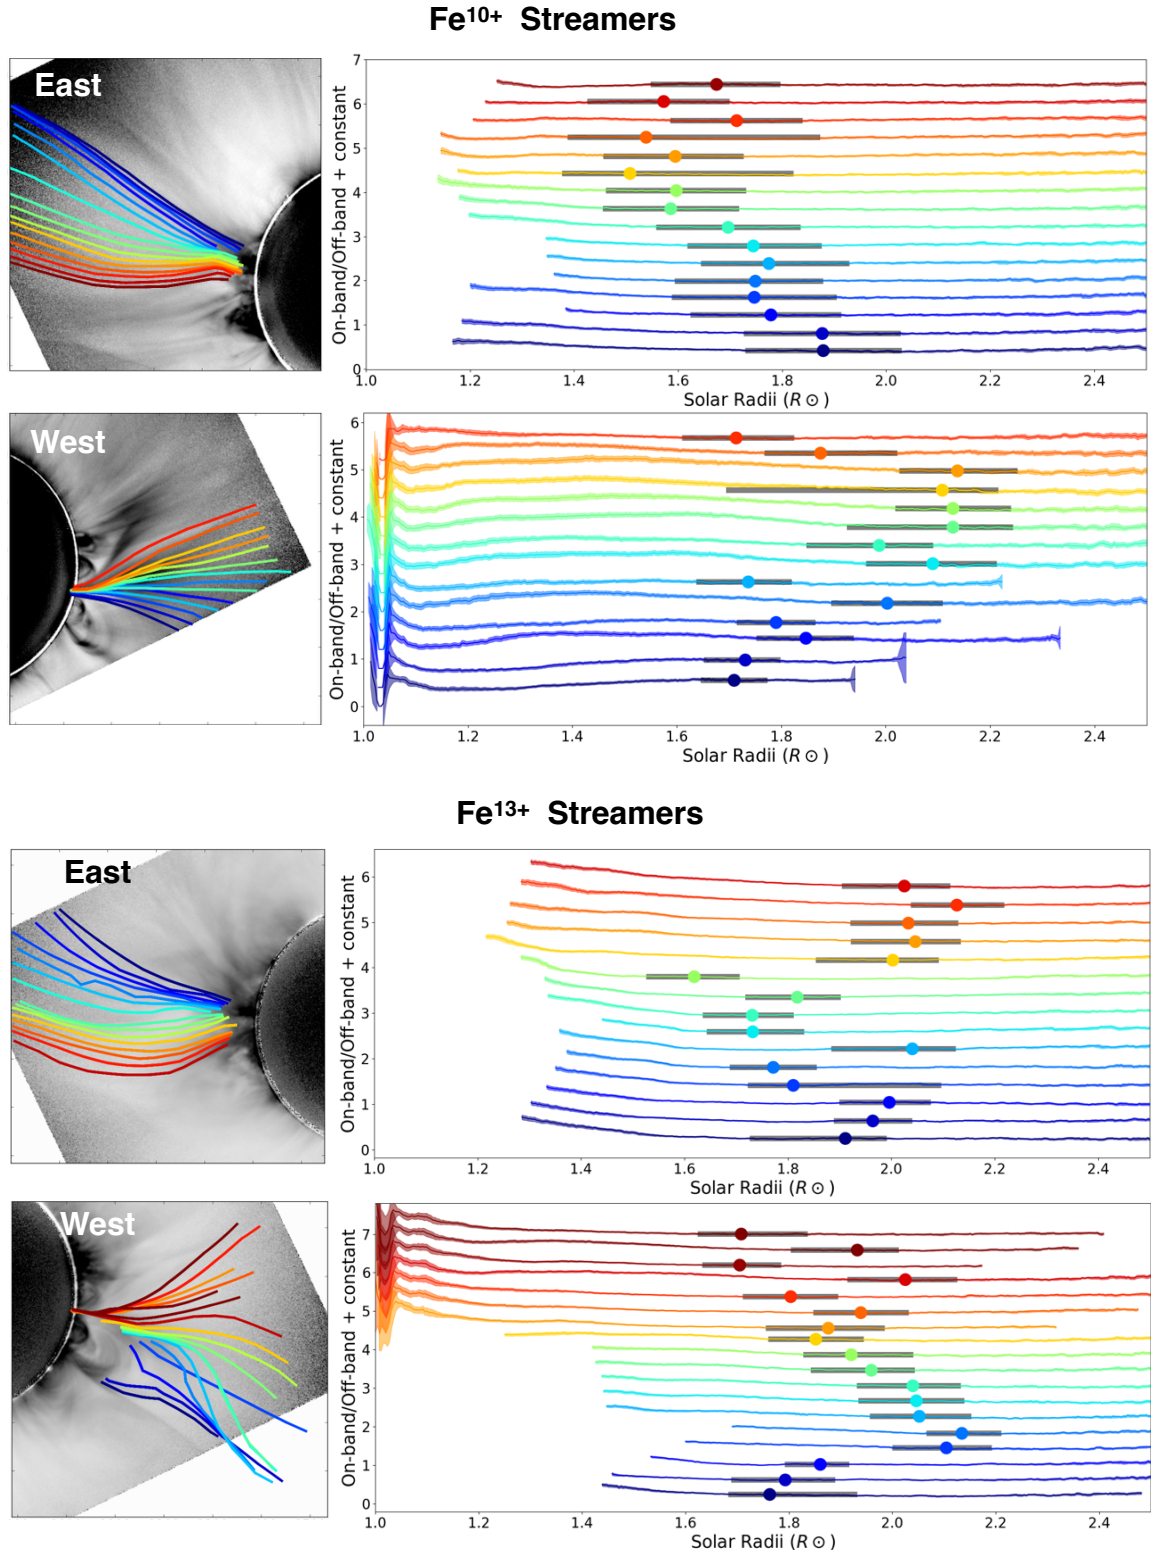 Fe10+ Streamers
East
On-band/Off-band + constant
7
6
5
4
3
2
1
0
1.0 1.2 1.4 1.6 1.8 2.0 2.2 2.4
Solar Radii (R⊙)
West
On-band/Off-band + constant
6
5
4
3
2
1
0
1.0 1.2 1.4 1.6 1.8 2.0 2.2 2.4
Solar Radii (R⊙)
Fe13+ Streamers
East
On-band/Off-band + constant
6
5
4
3
2
1
0
1.0 1.2 1.4 1.6 1.8 2.0 2.2 2.4
Solar Radii (R⊙)
West
On-band/Off-band + constant
7
6
5
4
3
2
1
0
1.0 1.2 1.4 1.6 1.8 2.0 2.2 2.4
Solar Radii (R⊙)